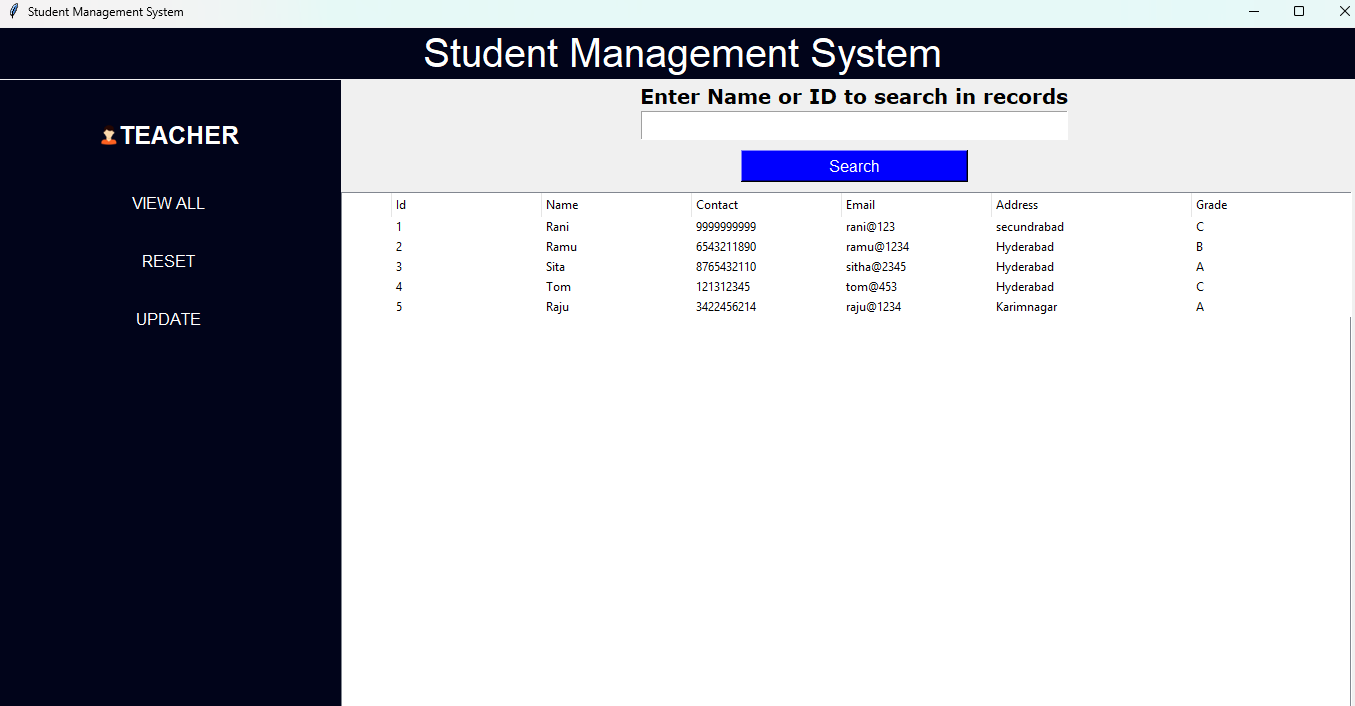 Student Management System
Student Management System
TEACHER
VIEW ALL
RESET
UPDATE
Enter Name or ID to search in records
Search
Id Name Contact Email Address Grade
1 Rani 9999999999 rani@123 secundrabad C
2 Ramu 6543211890 ramu@1234 Hyderabad B
3 Sita 8765432110 sitha@2345 Hyderabad A
4 Tom 121312345 tom@453 Hyderabad C
5 Raju 3422456214 raju@1234 Karimnagar A